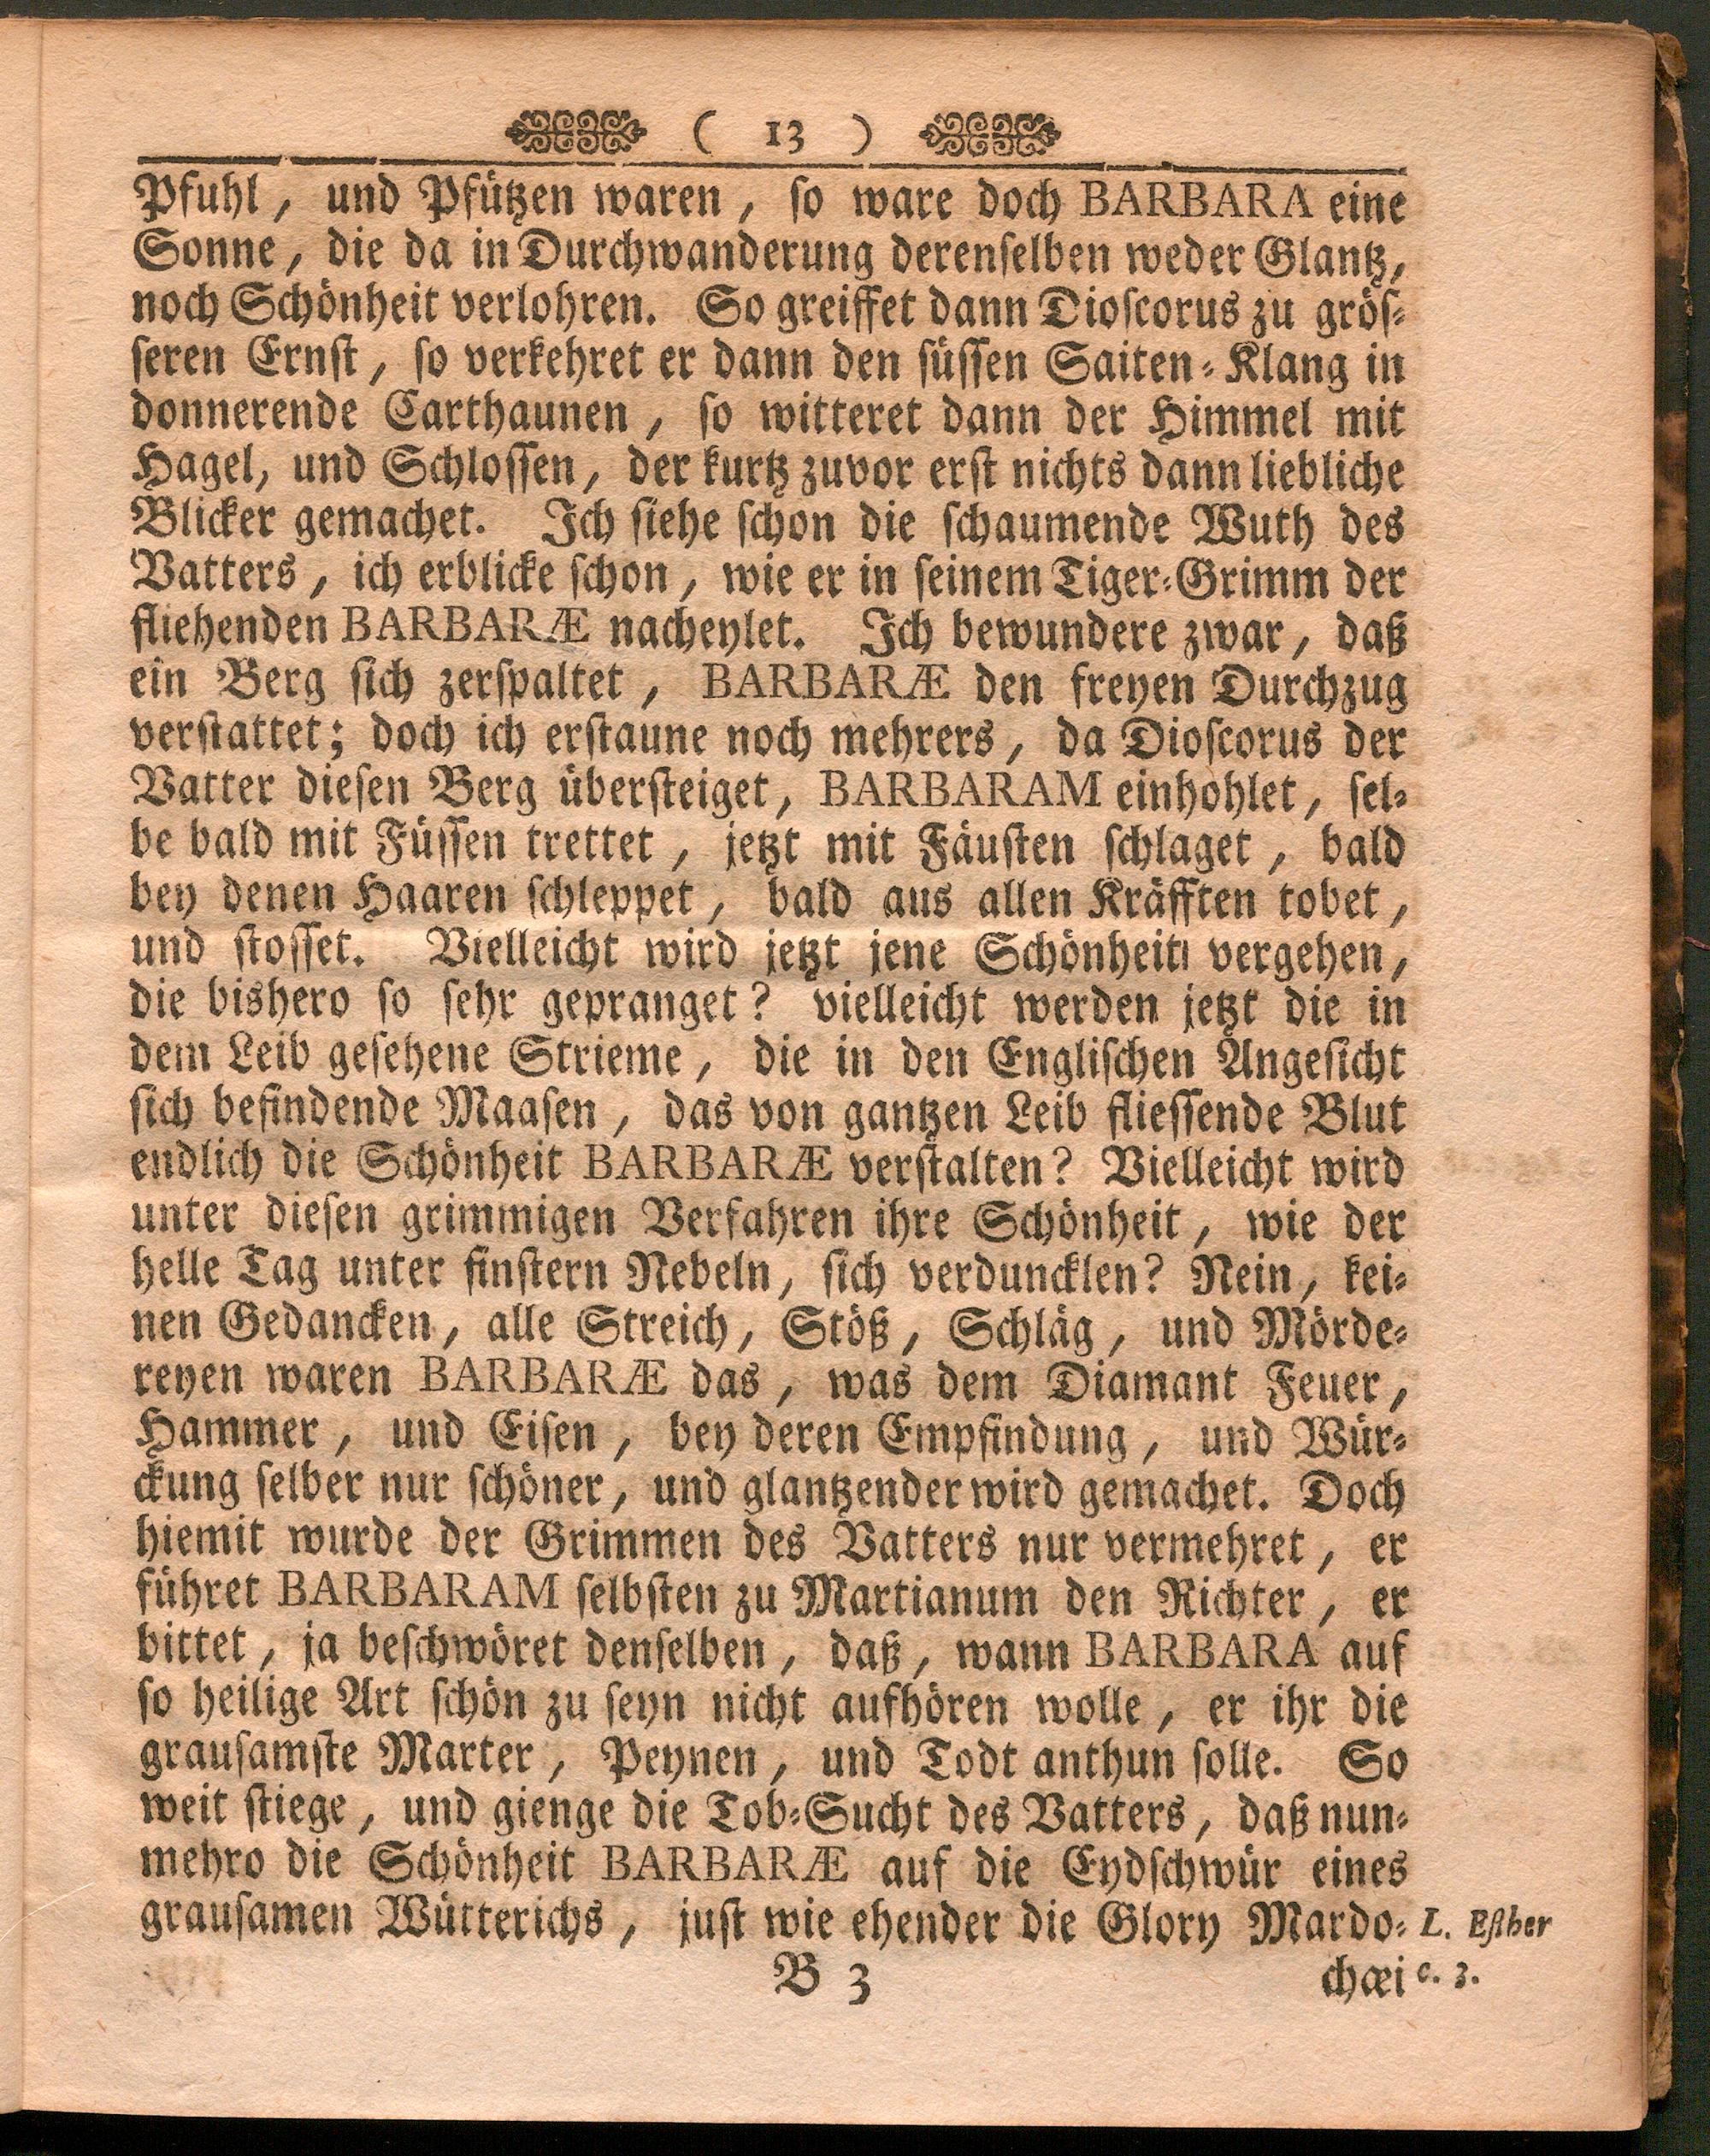 ( 13 )
Pfuhl, und Pfützen waren, so ware doch BARBARA eine
Sonne, die da in Durchwanderung derenselben weder Glantz,
noch Schönheit verlohren. So greiffet dann Dioscorus zu grös-
seren Ernst, so verkehret er dann den süssen Saiten-Klang in
donnerende Carthaunen, so witteret dann der Himmel mit
Hagel, und Schlossen, der kurtz zuvor erst nichts dann liebliche
Blicker gemachet. Ich siehe schon die schaumende Wuth des
Vatters, ich erblicke schon, wie er in seinem Tiger-Grimm der
fliehenden BARBARÆ nacheylet. Ich bewundere zwar, daß
ein Berg sich zerspaltet, BARBARÆ den freyen Durchzug
verstattet; doch ich erstaune noch mehrers, da Dioscorus der
Vatter diesen Berg übersteiget, BARBARAM einhohlet, sel-
be bald mit Füssen trettet, jetzt mit Fäusten schlaget, bald
bey denen Haaren schleppet, bald aus allen Kräfften tobet,
und stosset. Vielleicht wird jetzt jene Schönheit vergehen,
die bishero so sehr gepranget? vielleicht werden jetzt die in
dem Leib gesehene Strieme, die in den Englischen Angesicht
sich befindende Maasen, das von gantzen Leib fliessende Blut
endlich die Schönheit BARBARÆ verstalten? Vielleicht wird
unter diesen grimmigen Verfahren ihre Schönheit, wie der
helle Tag unter finstern Nebeln, sich verduncklen? Nein, kei-
nen Gedancken, alle Streich, Stöß, Schläg, und Mörde-
reyen waren BARBARÆ das, was dem Diamant Feuer,
Hammer, und Eisen, bey deren Empfindung, und Wür-
ckung selber nur schöner, und glantzender wird gemachet. Doch
hiemit wurde der Grimmen des Vatters nur vermehret, er
führet BARBARAM selbsten zu Martianum den Richter, er
bittet, ja beschwöret denselben, daß, wann BARBARA auf
so heilige Art schön zu seyn nicht aufhören wolle, er ihr die
grausamste Marter, Peynen, und Todt anthun solle. So
weit stiege, und gienge die Tob-Sucht des Vatters, daß nun-
mehro die Schönheit BARBARÆ auf die Eydschwür eines
grausamen Wütterichs, just wie ehender die Glory Mardo- L. Esther
B 3 chæi c. 3.